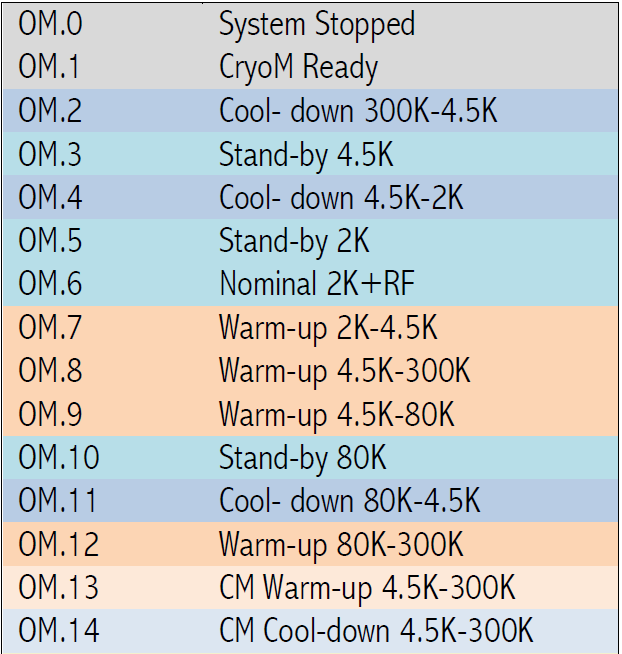 OM.0 System Stopped
OM.1 CryoM Ready
OM.2 Cool- down 300K-4.5K
OM.3 Stand-by 4.5K
OM.4 Cool- down 4.5K-2K
OM.5 Stand-by 2K
OM.6 Nominal 2K+RF
OM.7 Warm-up 2K-4.5K
OM.8 Warm-up 4.5K-300K
OM.9 Warm-up 4.5K-80K
OM.10 Stand-by 80K
OM.11 Cool- down 80K-4.5K
OM.12 Warm-up 80K-300K
OM.13 CM Warm-up 4.5K-300K
OM.14 CM Cool-down 4.5K-300K